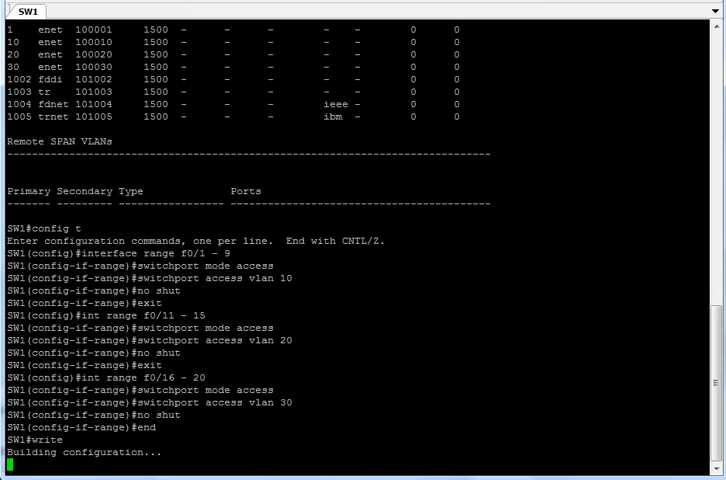 SW1
1    enet  100001     1500  -      -      -        -    -        0      0
10   enet  100010     1500  -      -      -        -    -        0      0
20   enet  100020     1500  -      -      -        -    -        0      0
30   enet  100030     1500  -      -      -        -    -        0      0
1002 fddi  101002     1500  -      -      -        -    -        0      0
1003 tr    101003     1500  -      -      -        -    -        0      0
1004 fdnet 101004     1500  -      -      -        ieee -        0      0
1005 trnet 101005     1500  -      -      -        ibm  -        0      0
Remote SPAN VLANs
------------------------------------------------------------------------------
Primary Secondary Type              Ports
------- --------- ----------------- ------------------------------------------
SW1#config t
Enter configuration commands, one per line.  End with CNTL/Z.
SW1(config)#interface range f0/1 - 9
SW1(config-if-range)#switchport mode access
SW1(config-if-range)#switchport access vlan 10
SW1(config-if-range)#no shut
SW1(config-if-range)#exit
SW1(config)#int range f0/11 - 15
SW1(config-if-range)#switchport mode access
SW1(config-if-range)#switchport access vlan 20
SW1(config-if-range)#no shut
SW1(config-if-range)#exit
SW1(config)#int range f0/16 - 20
SW1(config-if-range)#switchport mode access
SW1(config-if-range)#switchport access vlan 30
SW1(config-if-range)#no shut
SW1(config-if-range)#end
SW1#write
Building configuration...